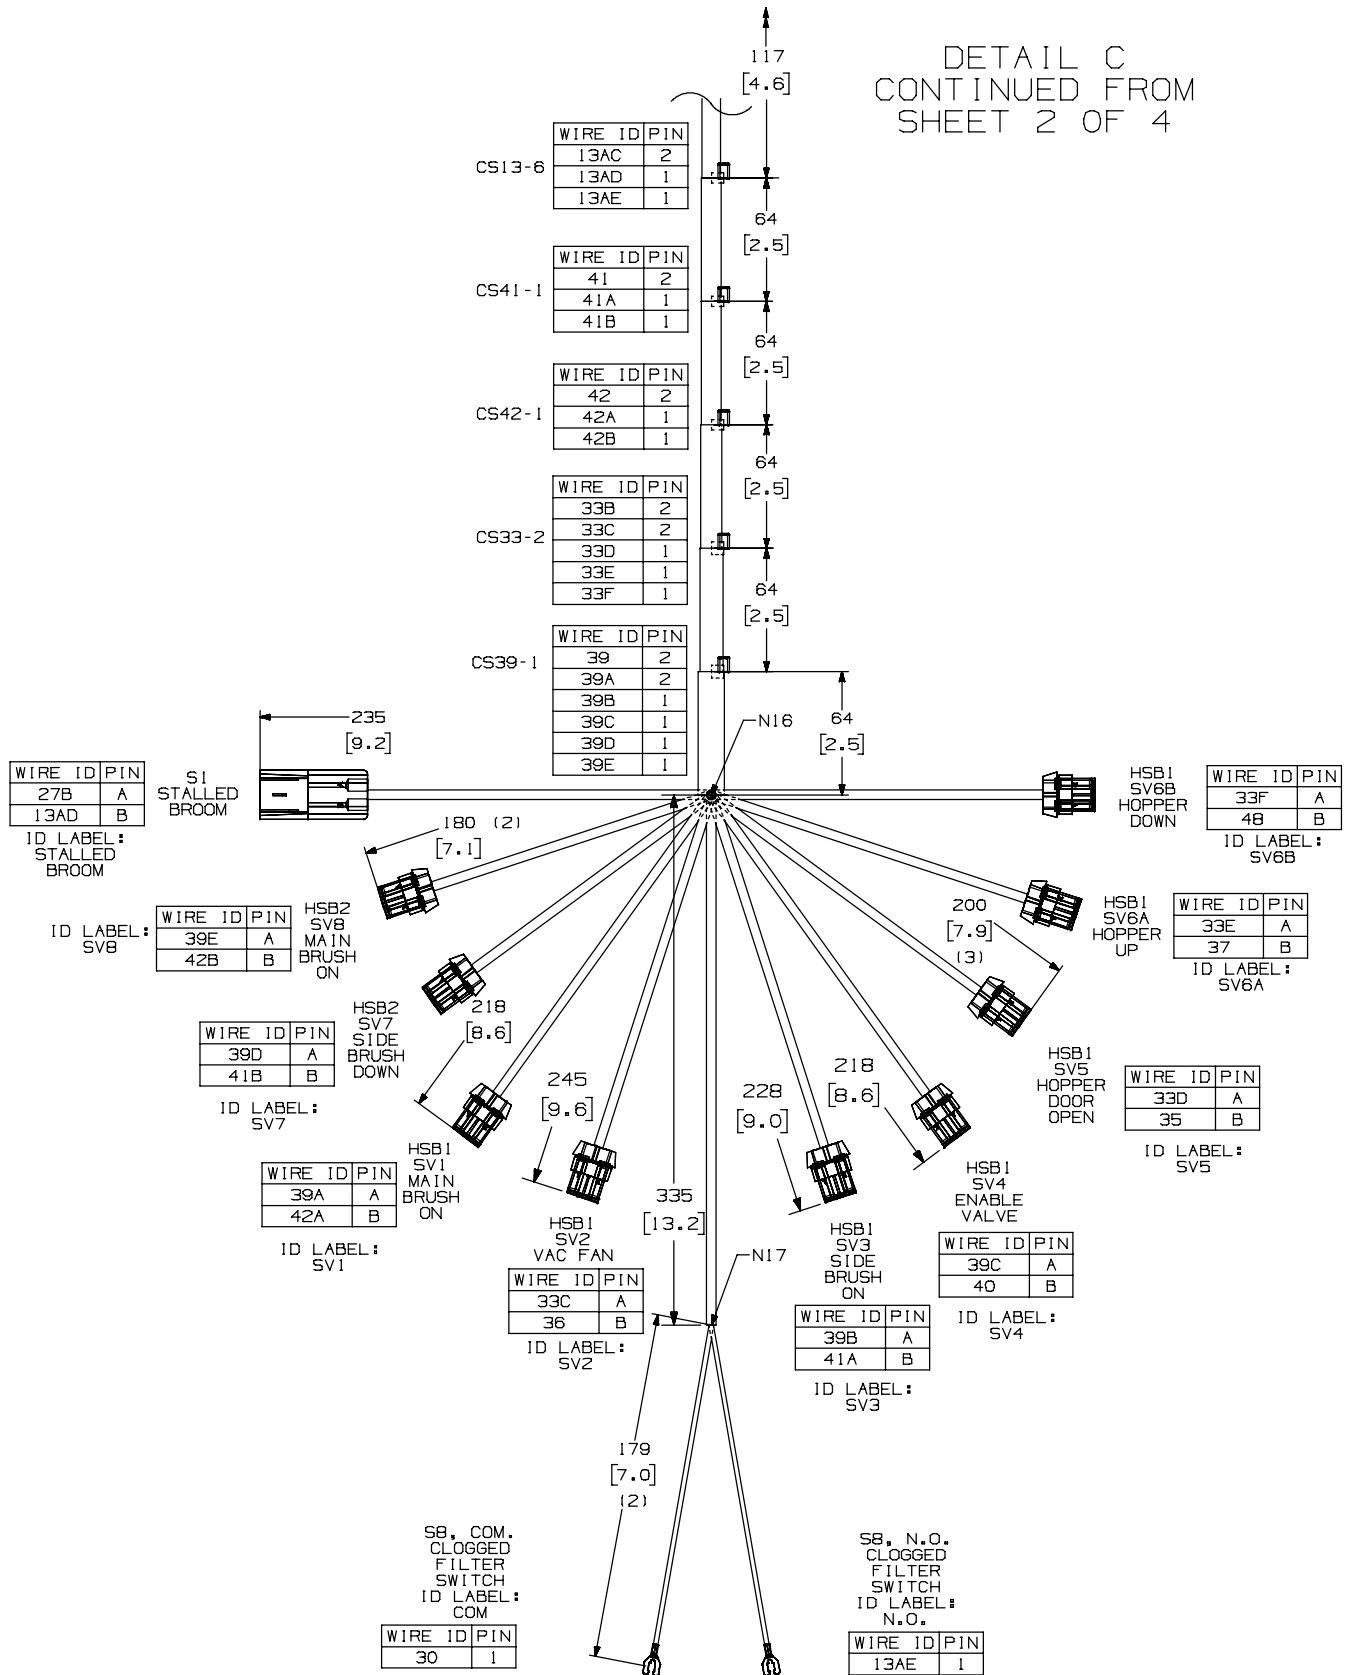 117
[4.6]
DETAIL C
CONTINUED FROM
SHEET 2 OF 4
CS13-6
WIRE ID PIN
13AC 2
13AD 1
13AE 1
64
[2.5]
CS41-1
WIRE ID PIN
41 2
41A 1
41B 1
64
[2.5]
CS42-1
WIRE ID PIN
42 2
42A 1
42B 1
64
[2.5]
CS33-2
WIRE ID PIN
33B 2
33C 2
33D 1
33E 1
33F 1
64
[2.5]
CS39-1
WIRE ID PIN
39 2
39A 2
39B 1
39C 1
39D 1
39E 1
N16
64
[2.5]
235
[9.2]
WIRE ID PIN
27B A
13AD B
ID LABEL:
STALLED
BROOM
S1
STALLED
BROOM
HSB1
SV6B
HOPPER
DOWN
WIRE ID PIN
33F A
48 B
ID LABEL:
SV6B
180 (2)
[7.1]
ID LABEL:
SV8
WIRE ID PIN
39E A
42B B
HSB2
SV8
MAIN
BRUSH
ON
200
[7.9]
(3)
HSB1
SV6A
HOPPER
UP
WIRE ID PIN
33E A
37 B
ID LABEL:
SV6A
WIRE ID PIN
39D A
41B B
ID LABEL:
SV7
HSB2
SV7
SIDE
BRUSH
DOWN
218
[8.6]
HSB1
SV5
HOPPER
DOOR
OPEN
WIRE ID PIN
33D A
35 B
ID LABEL:
SV5
245
[9.6]
228
[9.0]
218
[8.6]
WIRE ID PIN
39A A
42A B
ID LABEL:
SV1
HSB1
SV1
MAIN
BRUSH
ON
335
[13.2]
HSB1
SV2
VAC FAN
WIRE ID PIN
33C A
36 B
ID LABEL:
SV2
N17
HSB1
SV3
SIDE
BRUSH
ON
WIRE ID PIN
39B A
41A B
ID LABEL:
SV3
HSB1
SV4
ENABLE
VALVE
WIRE ID PIN
39C A
40 B
ID LABEL:
SV4
179
[7.0]
(2)
S8, COM.
CLOGGED
FILTER
SWITCH
ID LABEL:
COM
WIRE ID PIN
30 1
S8, N.O.
CLOGGED
FILTER
SWITCH
ID LABEL:
N.O.
WIRE ID PIN
13AE 1